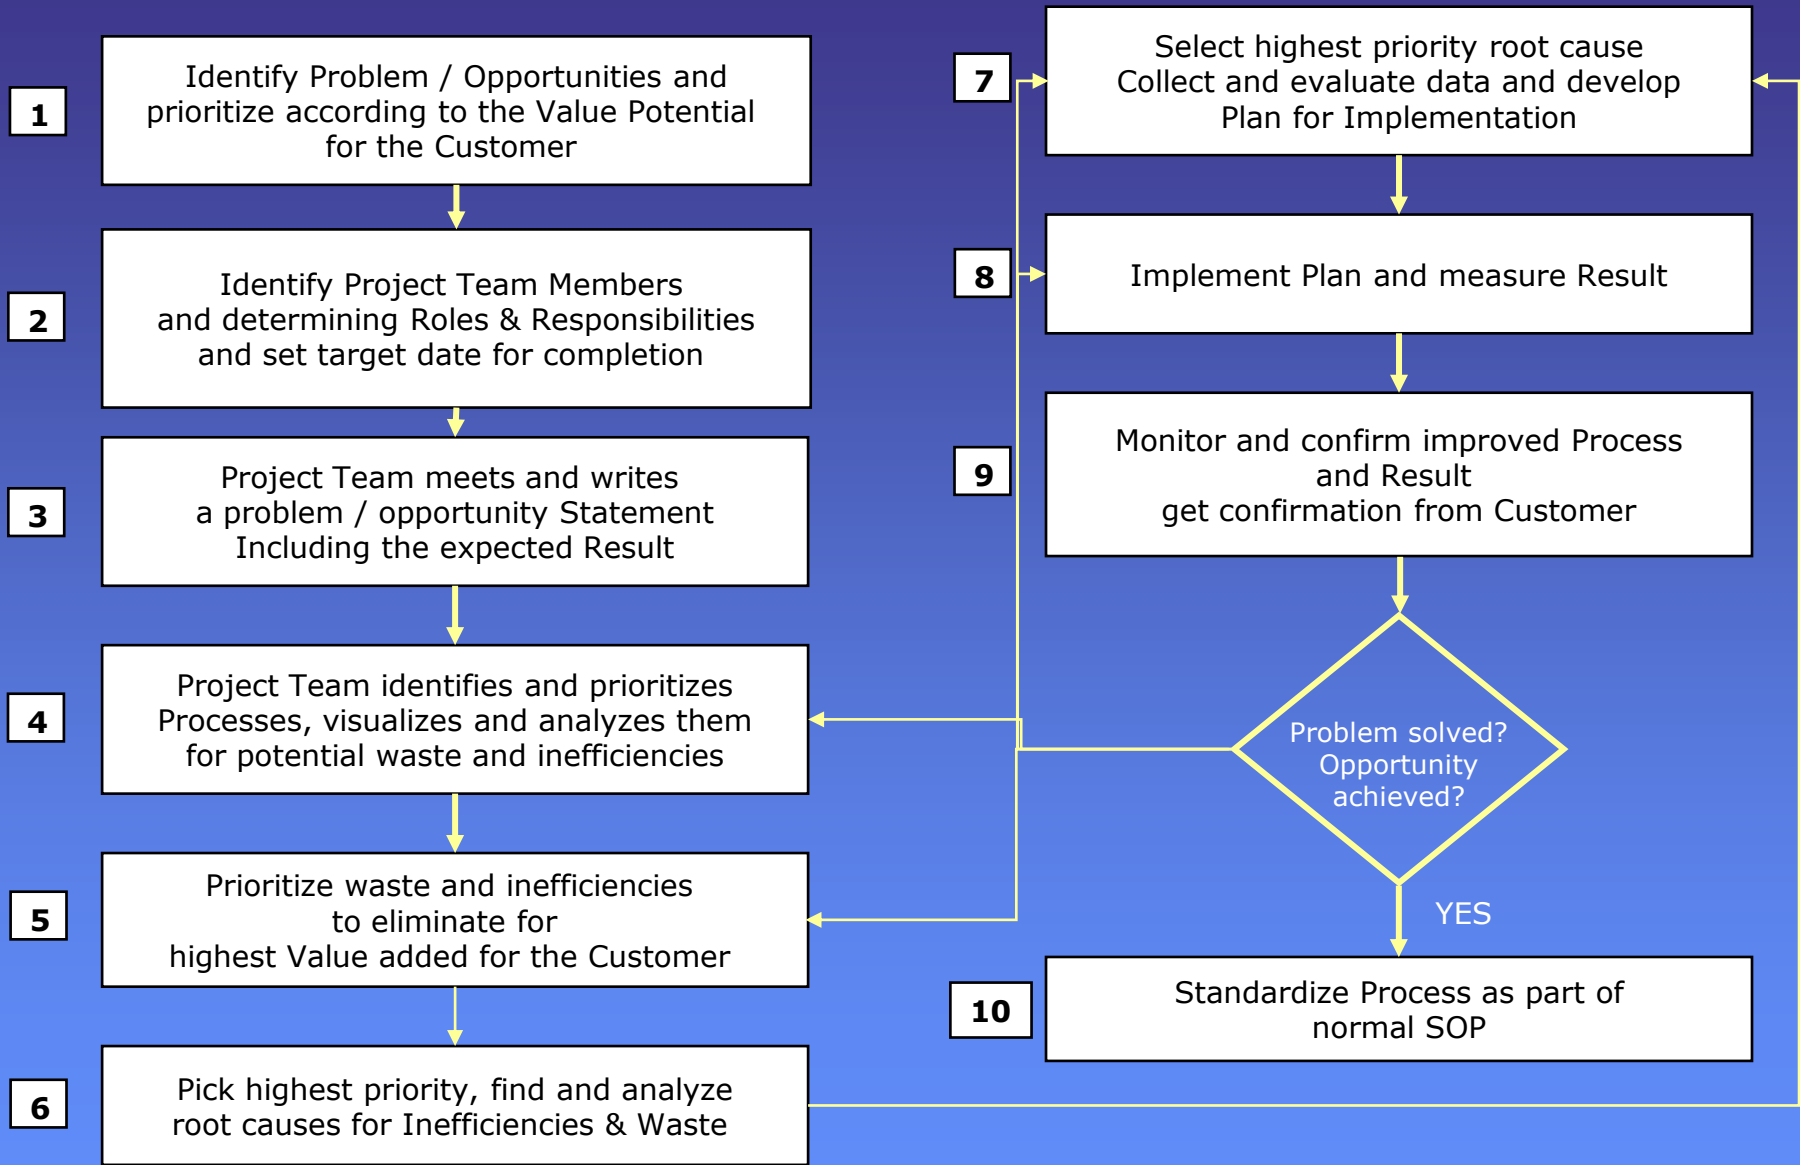 1
Identify Problem / Opportunities and
prioritize according to the Value Potential
for the Customer
2
Identify Project Team Members
and determining Roles & Responsibilities
and set target date for completion
3
Project Team meets and writes
a problem / opportunity Statement
Including the expected Result
4
Project Team identifies and prioritizes
Processes, visualizes and analyzes them
for potential waste and inefficiencies
5
Prioritize waste and inefficiencies
to eliminate for
highest Value added for the Customer
6
Pick highest priority, find and analyze
root causes for Inefficiencies & Waste
7
Select highest priority root cause
Collect and evaluate data and develop
Plan for Implementation
8
Implement Plan and measure Result
9
Monitor and confirm improved Process
and Result
get confirmation from Customer
Problem solved?
Opportunity
achieved?
YES
10
Standardize Process as part of
normal SOP